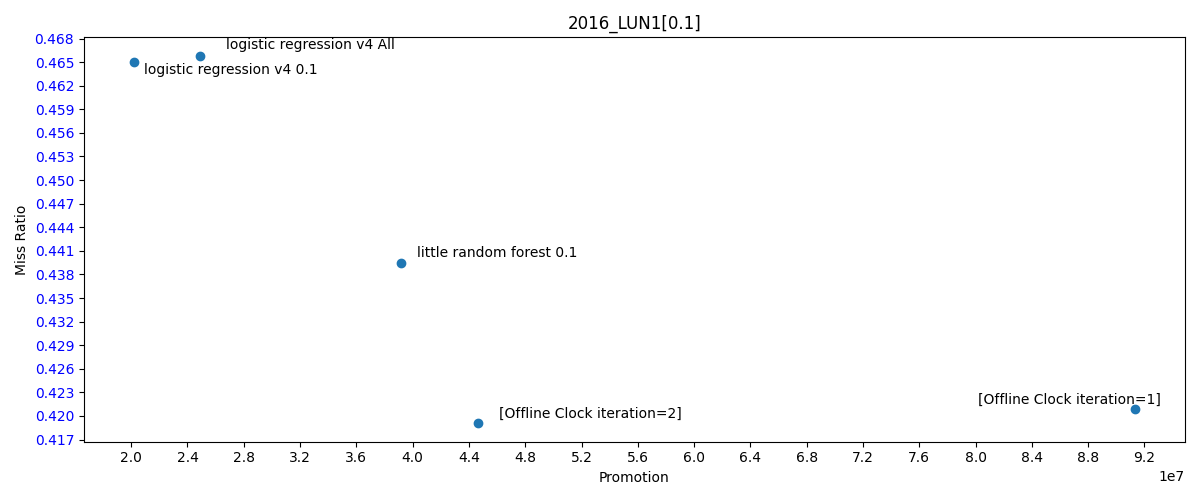 2016_LUN1[0.1]
0.468
0.465
0.462
0.459
0.456
0.453
0.450
0.447
0.444
0.441
0.438
0.435
0.432
0.429
0.426
0.423
0.420
0.417
Miss Ratio
logistic regression v4 All
logistic regression v4 0.1
little random forest 0.1
[Offline Clock iteration=1]
[Offline Clock iteration=2]
2.0 2.4 2.8 3.2 3.6 4.0 4.4 4.8 5.2 5.6 6.0 6.4 6.8 7.2 7.6 8.0 8.4 8.8 9.2
1e7
Promotion